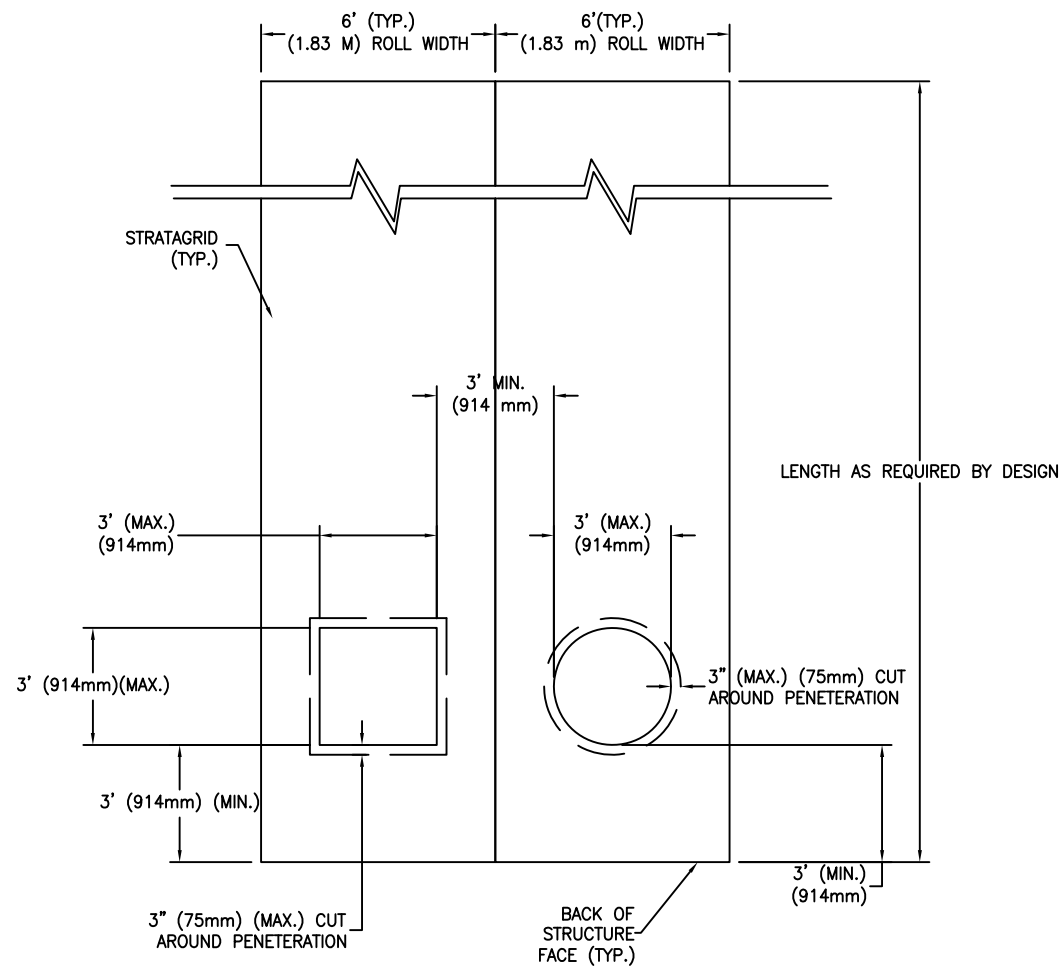 6' (TYP.)
(1.83 M) ROLL WIDTH
6'(TYP.)
(1.83 m) ROLL WIDTH
STRATAGRID
(TYP.)
3' MIN.
(914 mm)
LENGTH AS REQUIRED BY DESIGN
3' (MAX.)
(914mm)
3' (MAX.)
(914mm)
3' (914mm)(MAX.)
3" (MAX.) (75mm) CUT
AROUND PENETERATION
3' (914mm) (MIN.)
3' (MIN.)
(914mm)
3" (75mm) (MAX.) CUT
AROUND PENETERATION
BACK OF
STRUCTURE
FACE (TYP.)